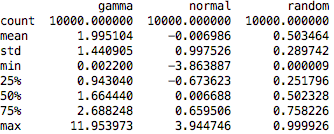 gamma normal random
count 10000.000000 10000.000000 10000.000000
mean 1.995104 -0.006986 0.503464
std 1.440905 0.997526 0.289742
min 0.002200 -3.863887 0.000009
25% 0.943040 -0.673623 0.251796
50% 1.664440 0.006688 0.502328
75% 2.688248 0.659506 0.758226
max 11.953973 3.944746 0.999926